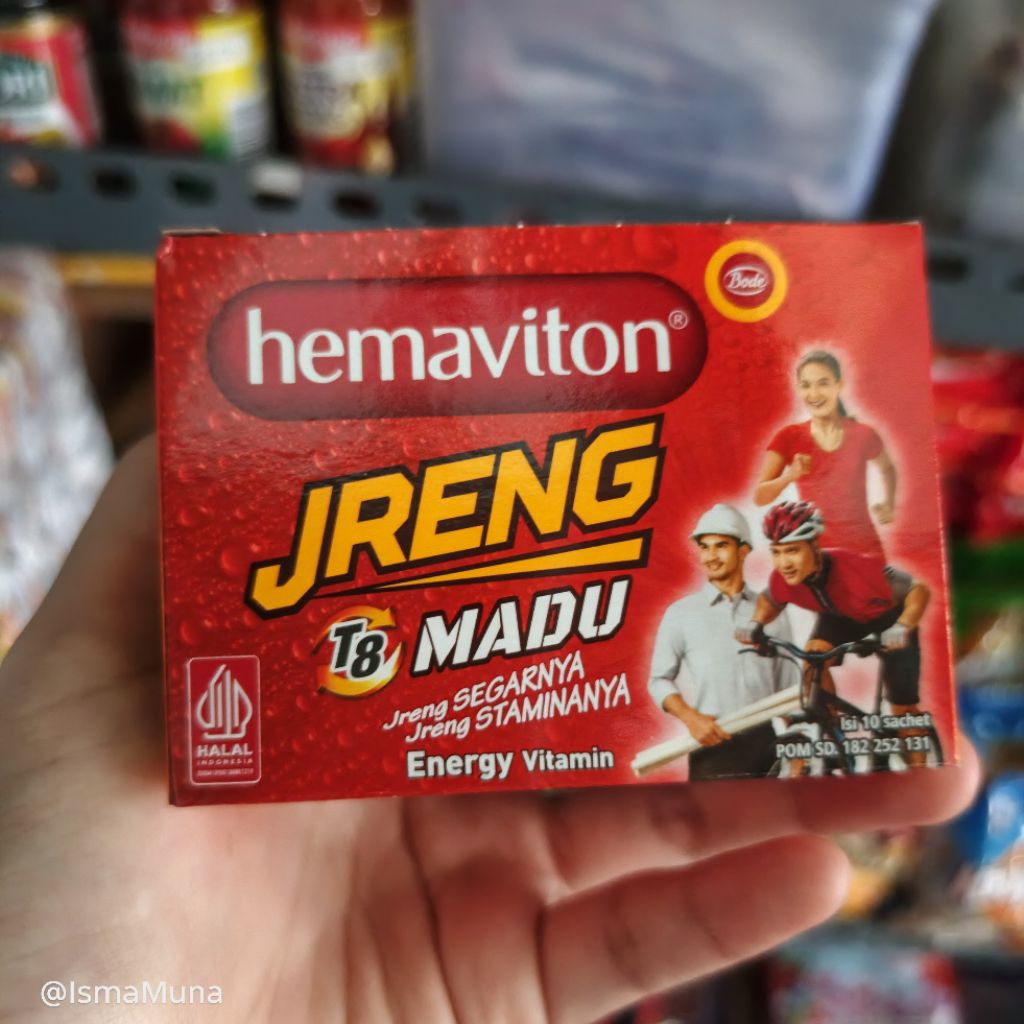 Bode
hemaviton®
JRENG
T8 MADU
Jreng SEGARNYA
Jreng STAMINANYA
Energy Vitamin
HALAL
INDONESIA
Isi 10 sachet
POM SD. 182 252 131
@IsmaMuna